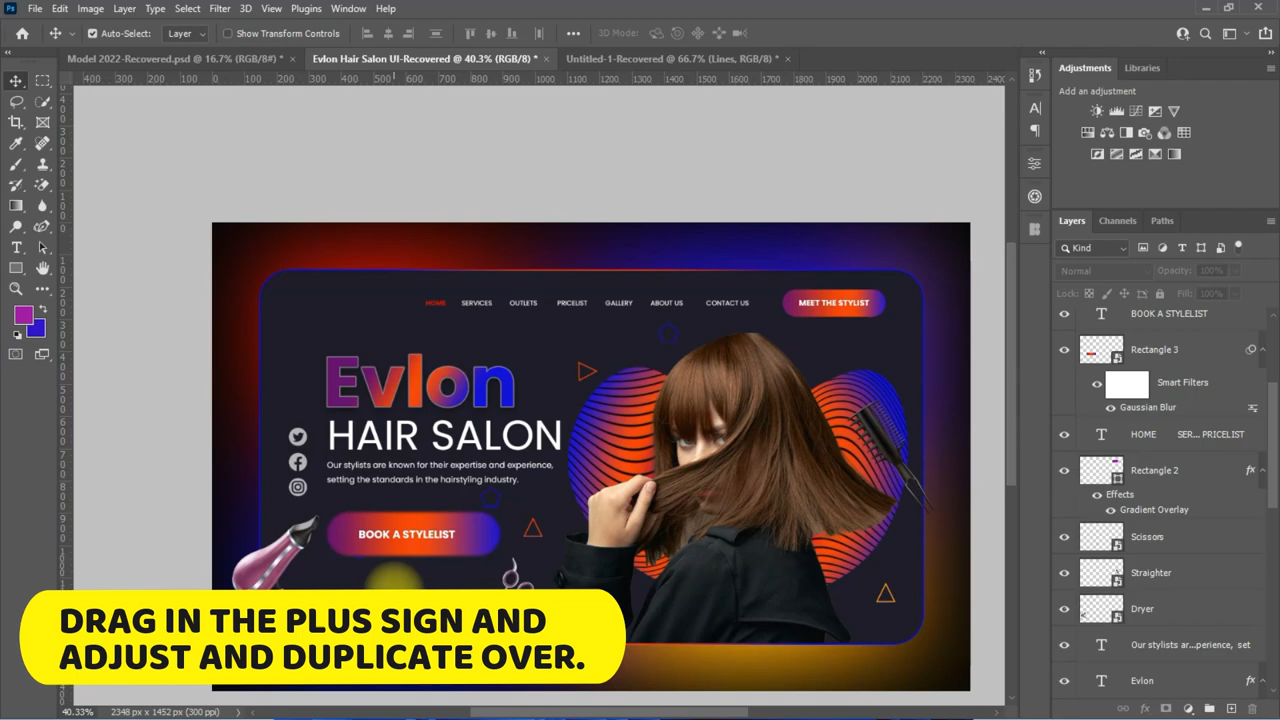 File Edit Image Layer Type Select Filter 3D View Plugins Window Help
Auto-Select: Layer Show Transform Controls 3D Mode:
Model 2022-Recovered.psd @ 16.7% (RGB/8#) * Evlon Hair Salon UI-Recovered @ 40.3% (RGB/8) * Untitled-1-Recovered @ 66.7% (Lines, RGB/8) *
Adjustments Libraries
Add an adjustment
Layers Channels Paths
Kind
Normal Opacity: 100%
Lock: Fill: 100%
BOOK A STYLELIST
Rectangle 3
Smart Filters
Gaussian Blur
HOME SER... PRICELIST
Rectangle 2
Effects
Gradient Overlay
Scissors
Straighter
Dryer
Our stylists ar...perience, set
Evlon
HOME SERVICES OUTLETS PRICELIST GALLERY ABOUT US CONTACT US MEET THE STYLIST
Evlon
HAIR SALON
Our stylists are known for their expertise and experience,
setting the standards in the hairstyling industry.
BOOK A STYLELIST
DRAG IN THE PLUS SIGN AND
ADJUST AND DUPLICATE OVER.
40.33% 2348 px x 1452 px (300 ppi)